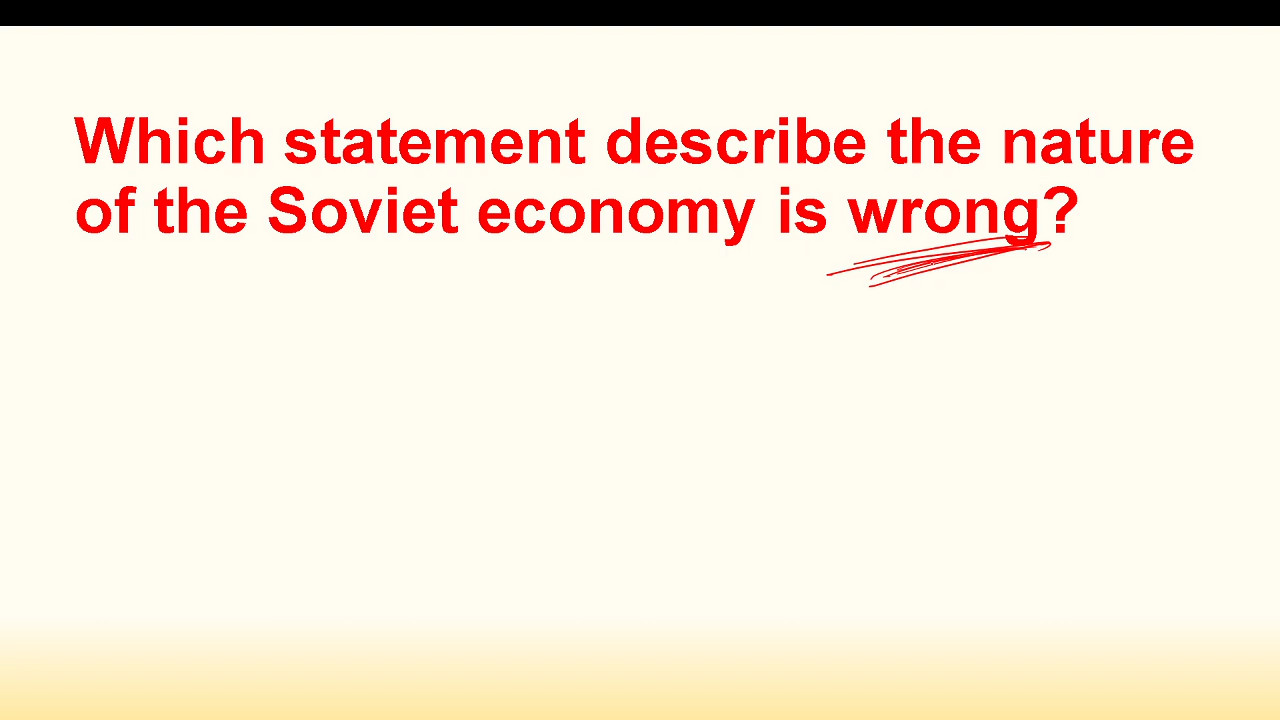 Which statement describe the nature
of the Soviet economy is wrong?